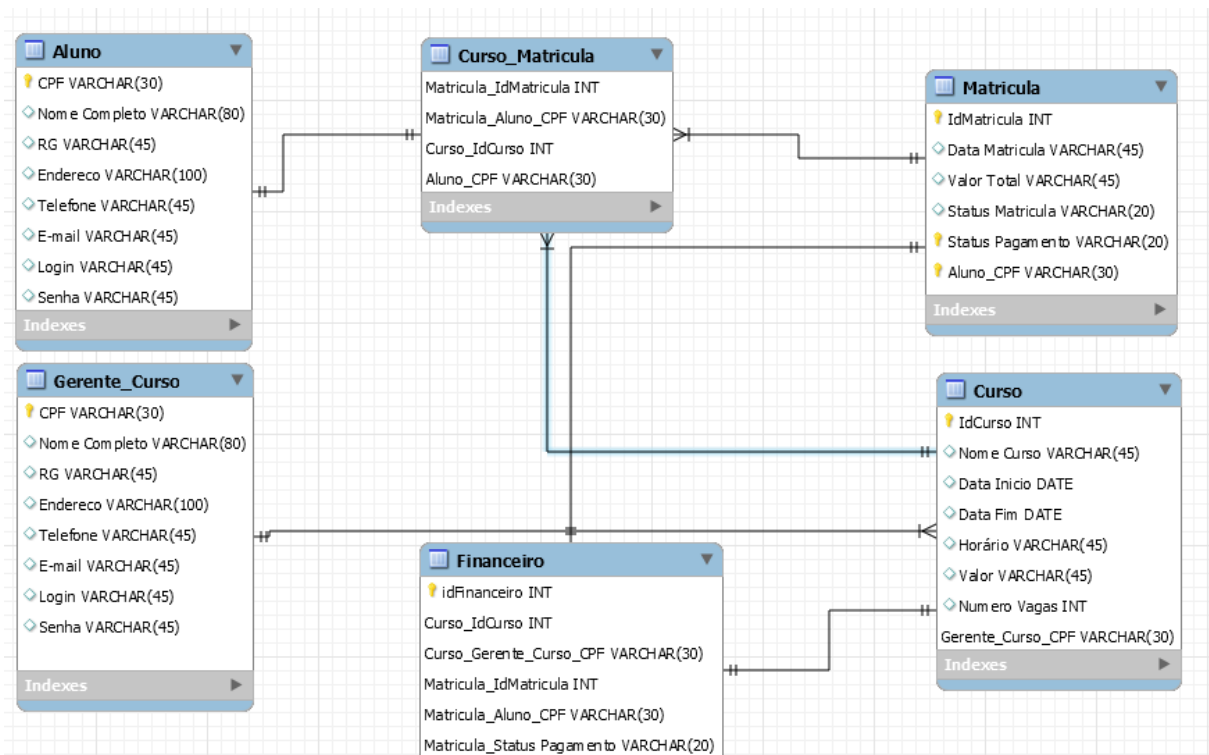 Aluno
CPF VARCHAR(30)
Nome Completo VARCHAR(80)
RG VARCHAR(45)
Endereco VARCHAR(100)
Telefone VARCHAR(45)
E-mail VARCHAR(45)
Login VARCHAR(45)
Senha VARCHAR(45)
Indexes
Curso_Matricula
Matricula_IdMatricula INT
Matricula_Aluno_CPF VARCHAR(30)
Curso_IdCurso INT
Aluno_CPF VARCHAR(30)
Indexes
Matricula
IdMatricula INT
Data Matricula VARCHAR(45)
Valor Total VARCHAR(45)
Status Matricula VARCHAR(20)
Status Pagamento VARCHAR(20)
Aluno_CPF VARCHAR(30)
Indexes
Gerente_Curso
CPF VARCHAR(30)
Nome Completo VARCHAR(80)
RG VARCHAR(45)
Endereco VARCHAR(100)
Telefone VARCHAR(45)
E-mail VARCHAR(45)
Login VARCHAR(45)
Senha VARCHAR(45)
Indexes
Curso
IdCurso INT
Nome Curso VARCHAR(45)
Data Inicio DATE
Data Fim DATE
Horário VARCHAR(45)
Valor VARCHAR(45)
Numero Vagas INT
Gerente_Curso_CPF VARCHAR(30)
Indexes
Financeiro
idFinanceiro INT
Curso_IdCurso INT
Curso_Gerente_Curso_CPF VARCHAR(30)
Matricula_IdMatricula INT
Matricula_Aluno_CPF VARCHAR(30)
Matricula_Status Pagamento VARCHAR(20)